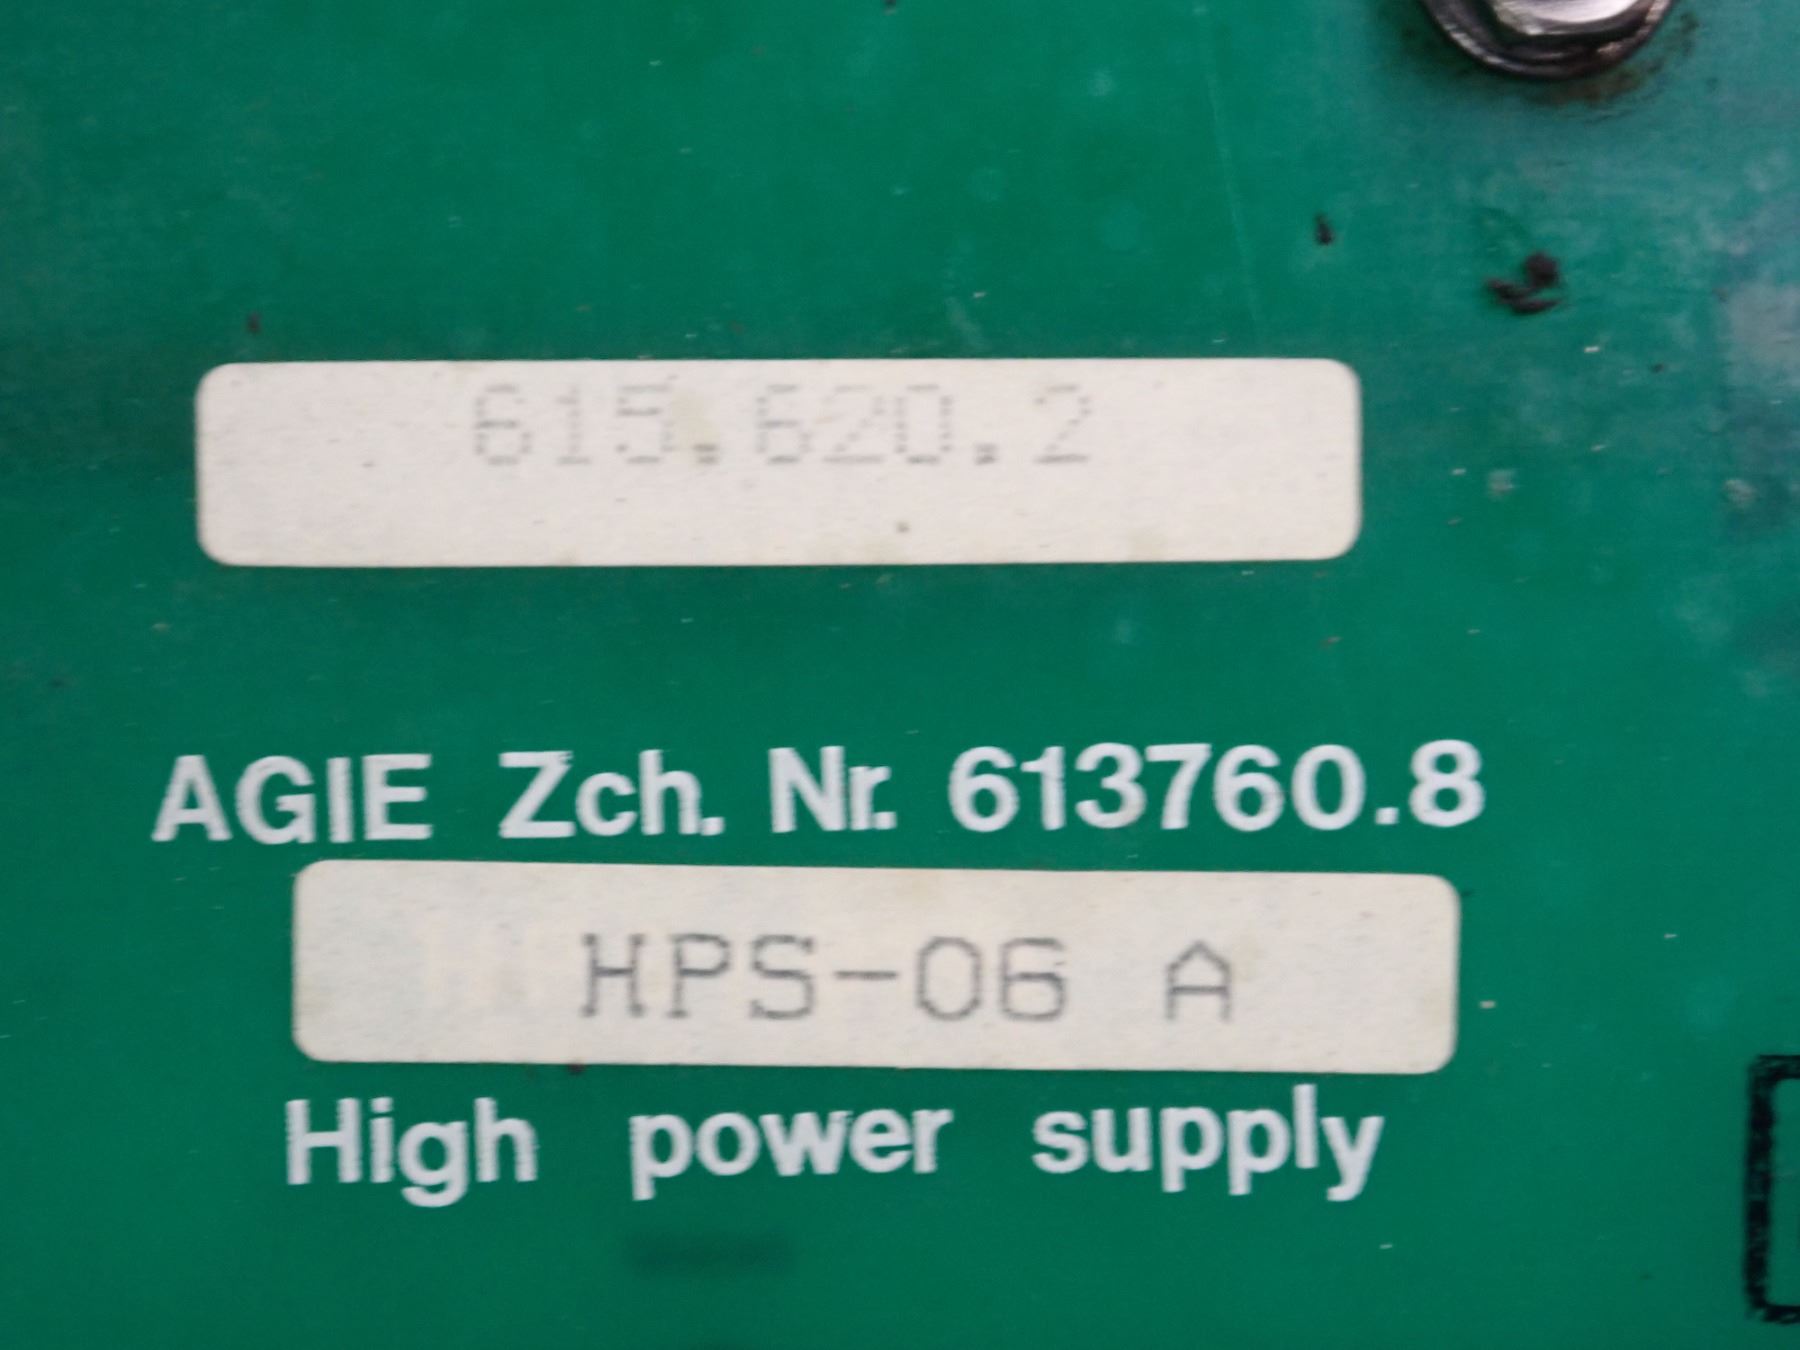 615.620.2
AGIE Zch. Nr. 613760.8
HPS-06 A
High power supply